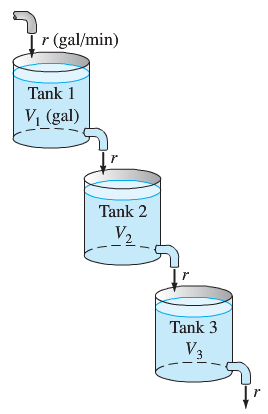 r (gal/min)
Tank 1
V₁ (gal)
r
Tank 2
V₂
r
Tank 3
V₃
r